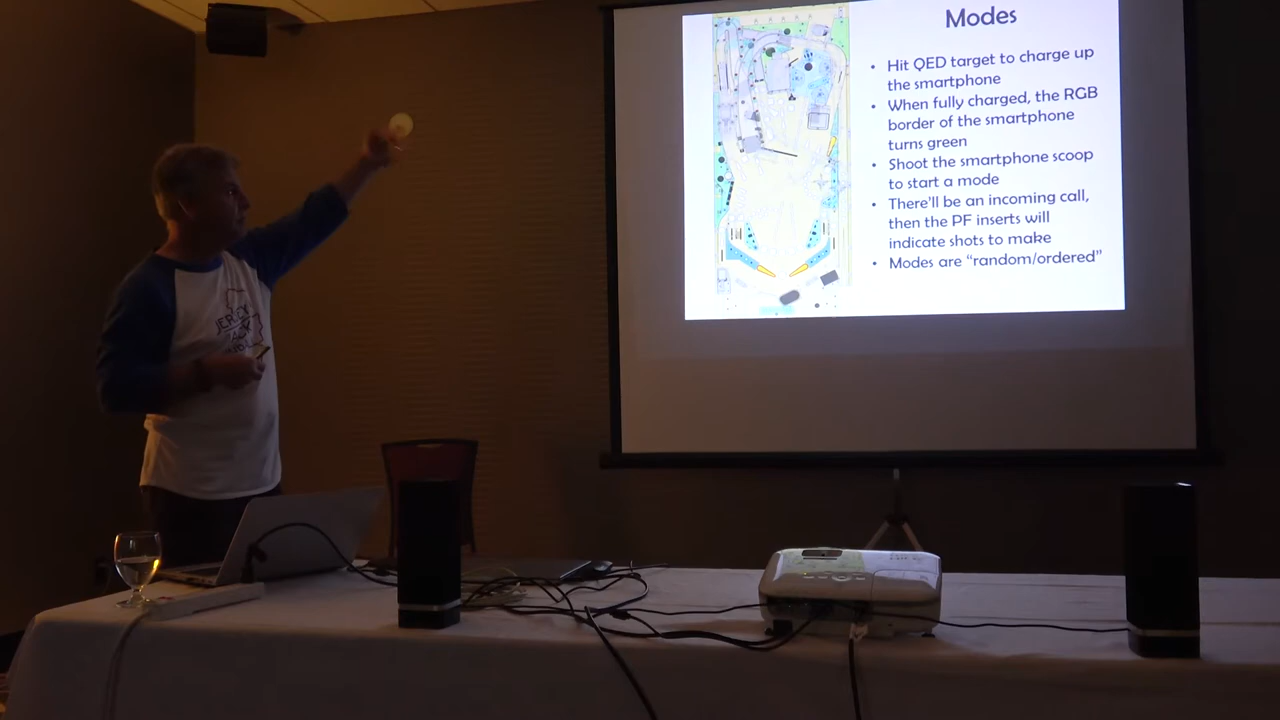 Modes
• Hit QED target to charge up
the smartphone
• When fully charged, the RGB
border of the smartphone
turns green
• Shoot the smartphone scoop
to start a mode
• There'll be an incoming call,
then the PF inserts will
indicate shots to make
• Modes are "random/ordered"